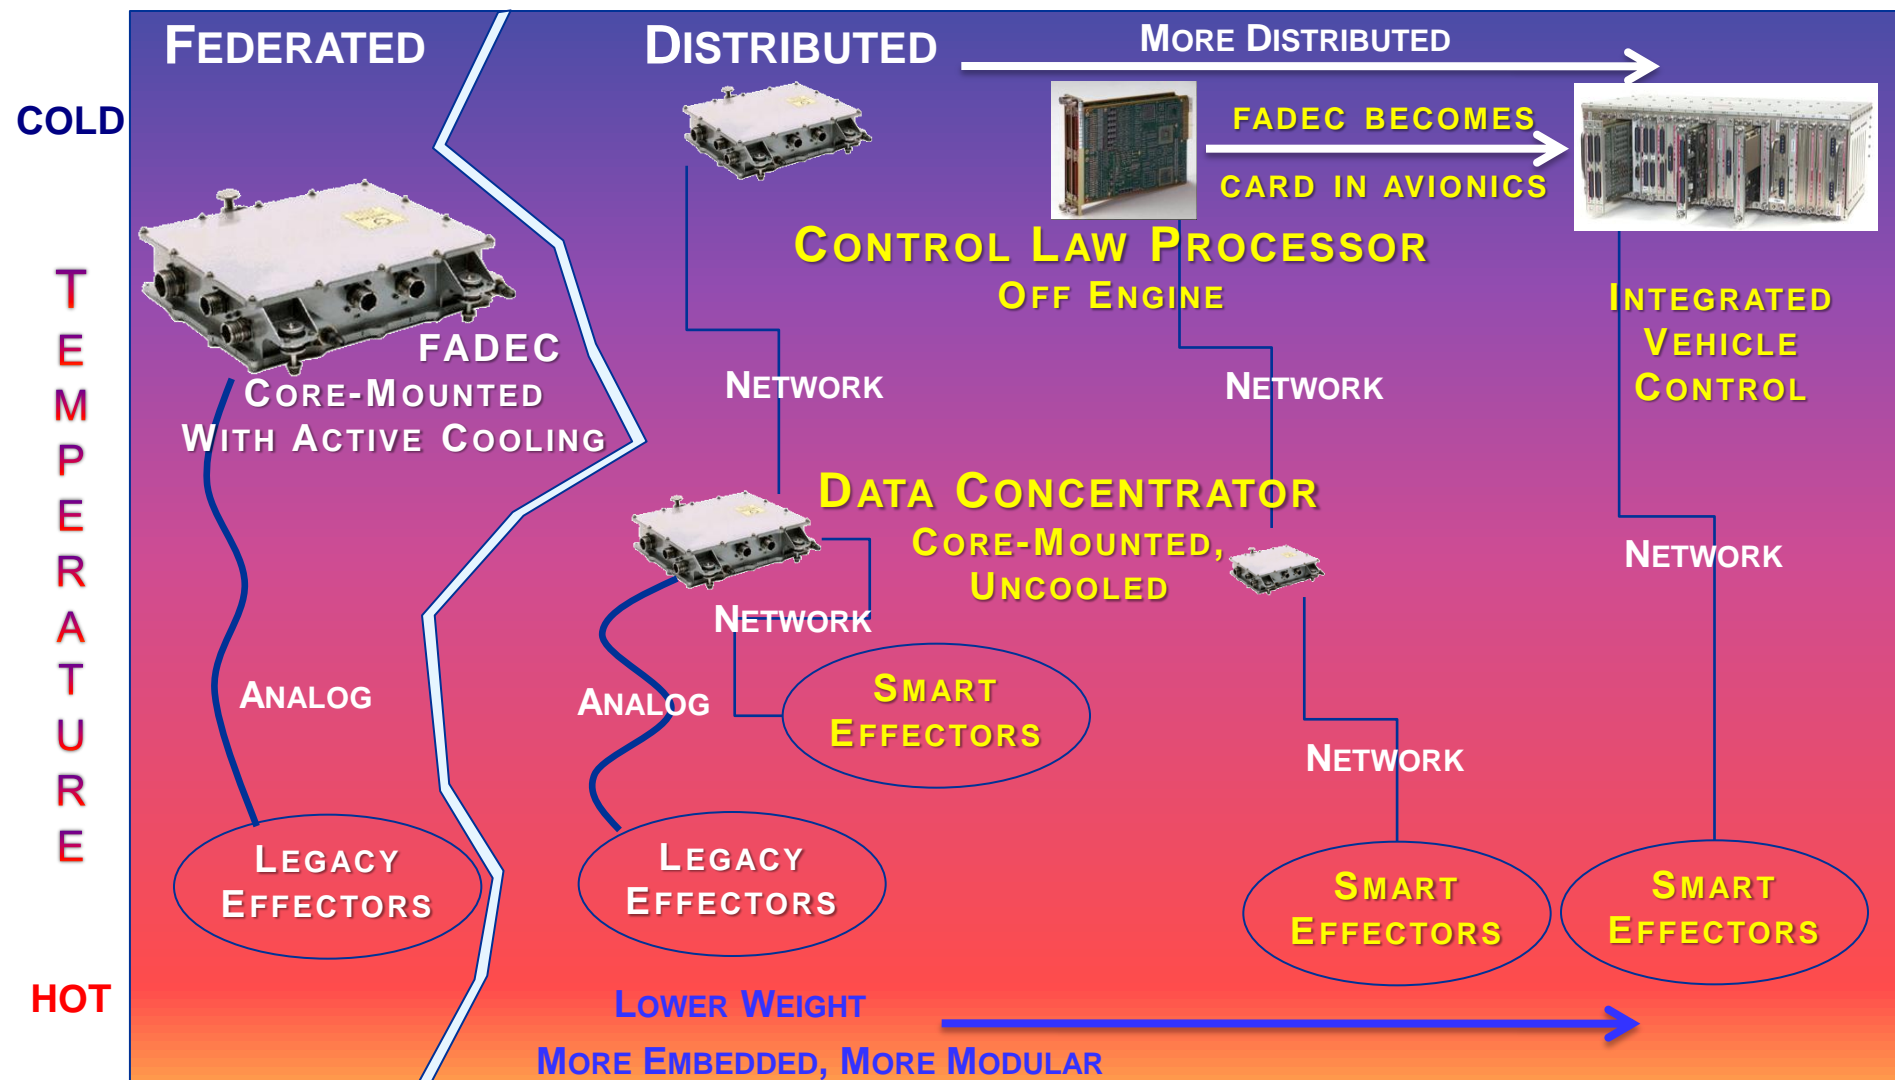 FEDERATED
DISTRIBUTED
MORE DISTRIBUTED
COLD
FADEC BECOMES
CARD IN AVIONICS
CONTROL LAW PROCESSOR
OFF ENGINE
TEMPERATURE
INTEGRATED
VEHICLE
CONTROL
FADEC
CORE-MOUNTED
WITH ACTIVE COOLING
NETWORK
NETWORK
DATA CONCENTRATOR
CORE-MOUNTED,
UNCOOLED
NETWORK
NETWORK
ANALOG
ANALOG
SMART
EFFECTORS
NETWORK
LEGACY
EFFECTORS
LEGACY
EFFECTORS
SMART
EFFECTORS
SMART
EFFECTORS
HOT
LOWER WEIGHT
MORE EMBEDDED, MORE MODULAR